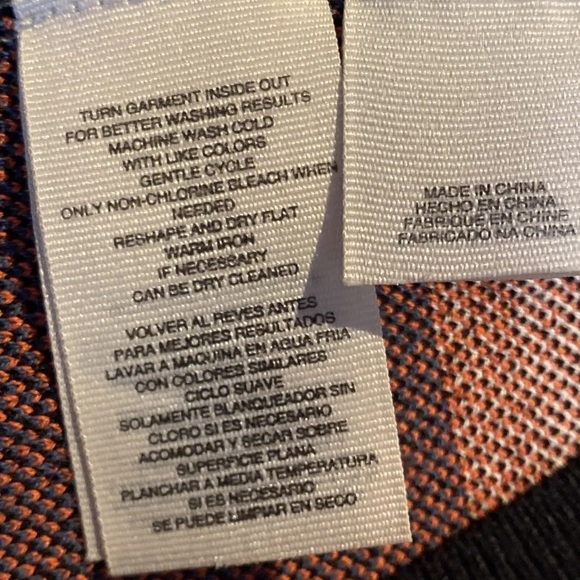 TURN GARMENT INSIDE OUT
FOR BETTER WASHING RESULTS
MACHINE WASH COLD
WITH LIKE COLORS
GENTLE CYCLE
ONLY NON-CHLORINE BLEACH WHEN
NEEDED
RESHAPE AND DRY FLAT
WARM IRON
IF NECESSARY
CAN BE DRY CLEANED
VOLVER AL REVES ANTES
PARA MEJORES RESULTADOS
LAVAR A MAQUINA EN AGUA FRIA
CON COLORES SIMILARES
CICLO SUAVE
SOLAMENTE BLANQUEADOR SIN
CLORO SI ES NECESARIO
ACOMODAR Y SECAR SOBRE
SUPERFICIE PLANA
PLANCHAR A MEDIA TEMPERATURA
SI ES NECESARIO
SE PUEDE LIMPIAR EN SECO
MADE IN CHINA
HECHO EN CHINA
FABRIQUE EN CHINE
FABRICADO NA CHINA